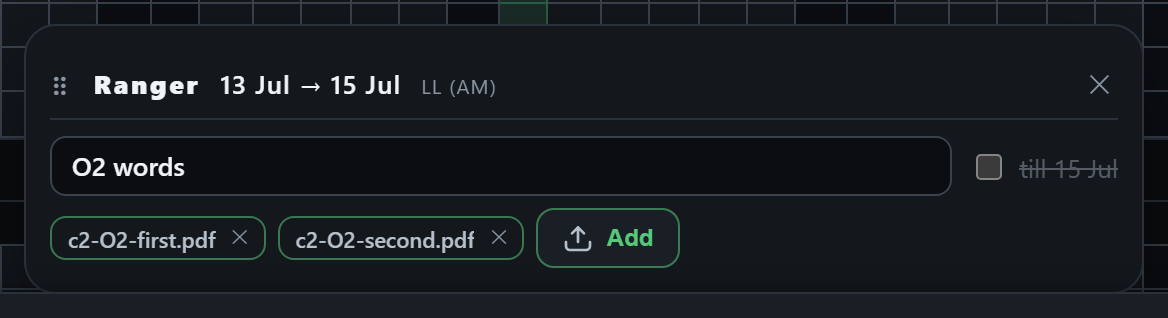 Ranger 13 Jul → 15 Jul LL (AM)
O2 words
till 15 Jul
c2-O2-first.pdf c2-O2-second.pdf Add